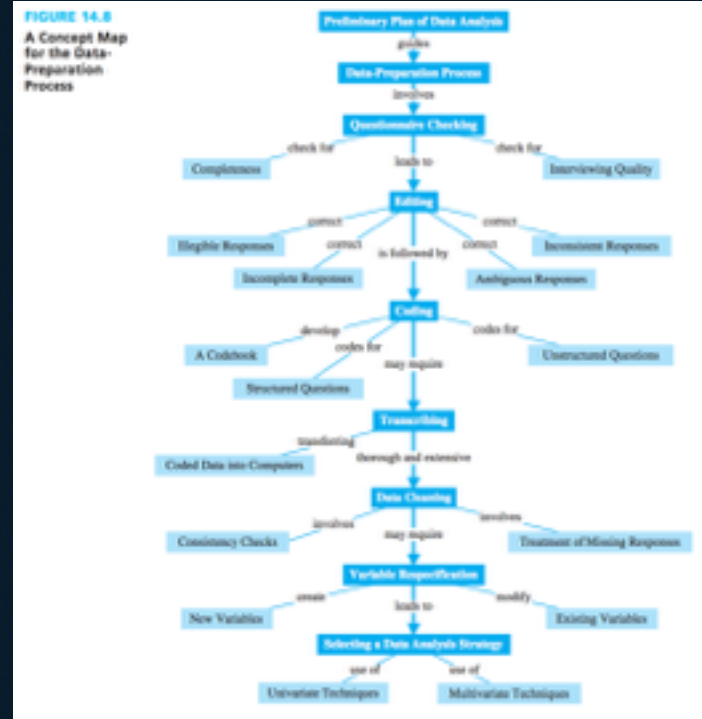 FIGURE 14.8
A Concept Map
for the Data-
Preparation
Process
Preliminary Plan of Data Analysis
guides
Data-Preparation Process
involves
Questionnaire Checking
check for check for
leads to
Completeness Interviewing Quality
Editing
correct correct
Illegible Responses correct correct Inconsistent Responses
is followed by
Incomplete Responses Ambiguous Responses
Coding
develop codes for
codes for
A Codebook Unstructured Questions
may require
Structured Questions
Transcribing
transferring
Coded Data into Computers thorough and extensive
Data Cleaning
involves involves
may require
Consistency Checks Treatment of Missing Responses
Variable Respecification
create modify
leads to
New Variables Existing Variables
Selecting a Data Analysis Strategy
use of use of
Univariate Techniques Multivariate Techniques